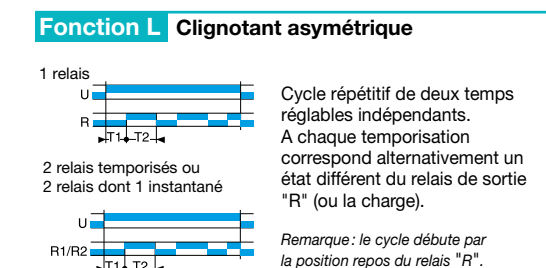 Fonction L Clignotant asymétrique
1 relais
U
R
T1 T2
2 relais temporisés ou
2 relais dont 1 instantané
U
R1/R2
T1 T2
Cycle répétitif de deux temps
réglables indépendants.
A chaque temporisation
correspond alternativement un
état différent du relais de sortie
"R" (ou la charge).
Remarque : le cycle débute par
la position repos du relais "R".